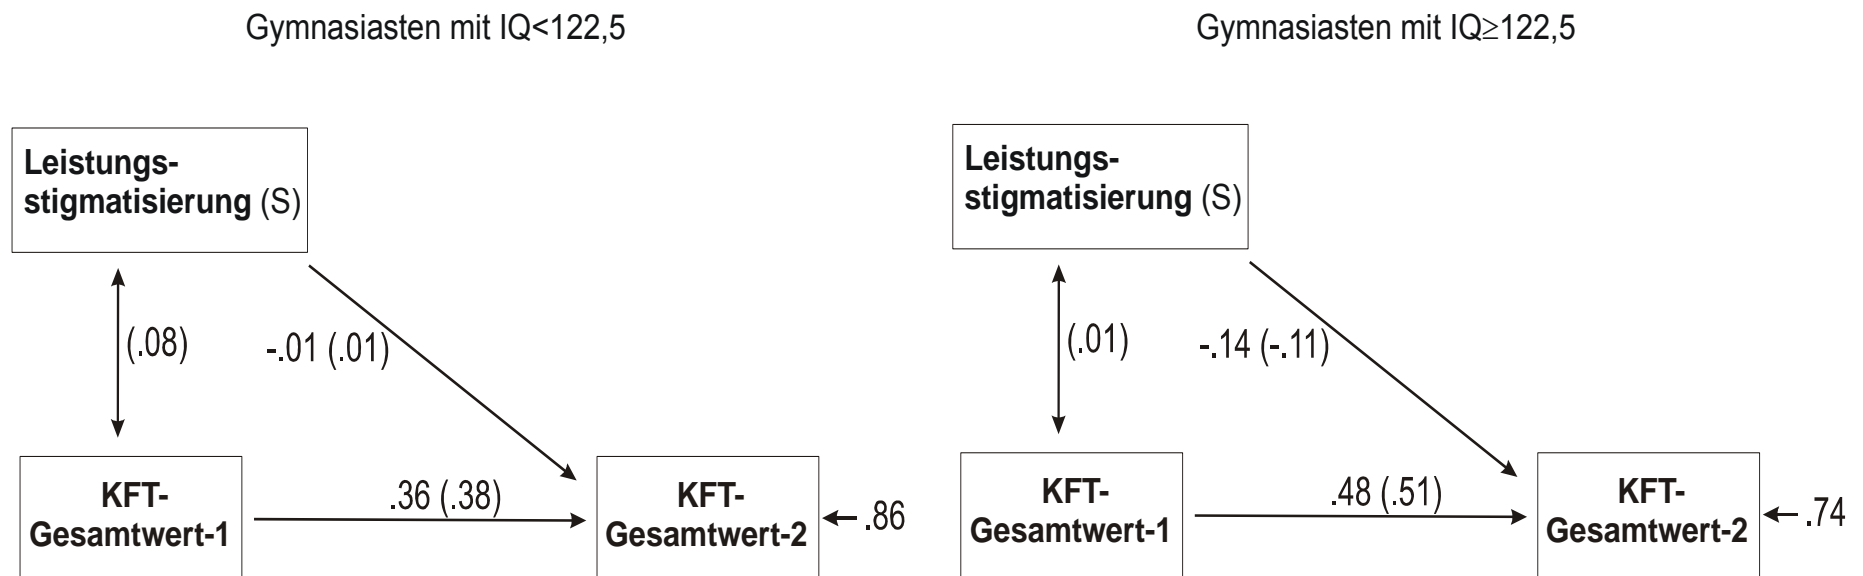 Gymnasiasten mit IQ<122,5
Leistungs-
stigmatisierung (S)
(.08)
-.01 (.01)
KFT-
Gesamtwert-1
.36 (.38)
KFT-
Gesamtwert-2
.86
Gymnasiasten mit IQ≥122,5
Leistungs-
stigmatisierung (S)
(.01)
-.14 (-.11)
KFT-
Gesamtwert-1
.48 (.51)
KFT-
Gesamtwert-2
.74